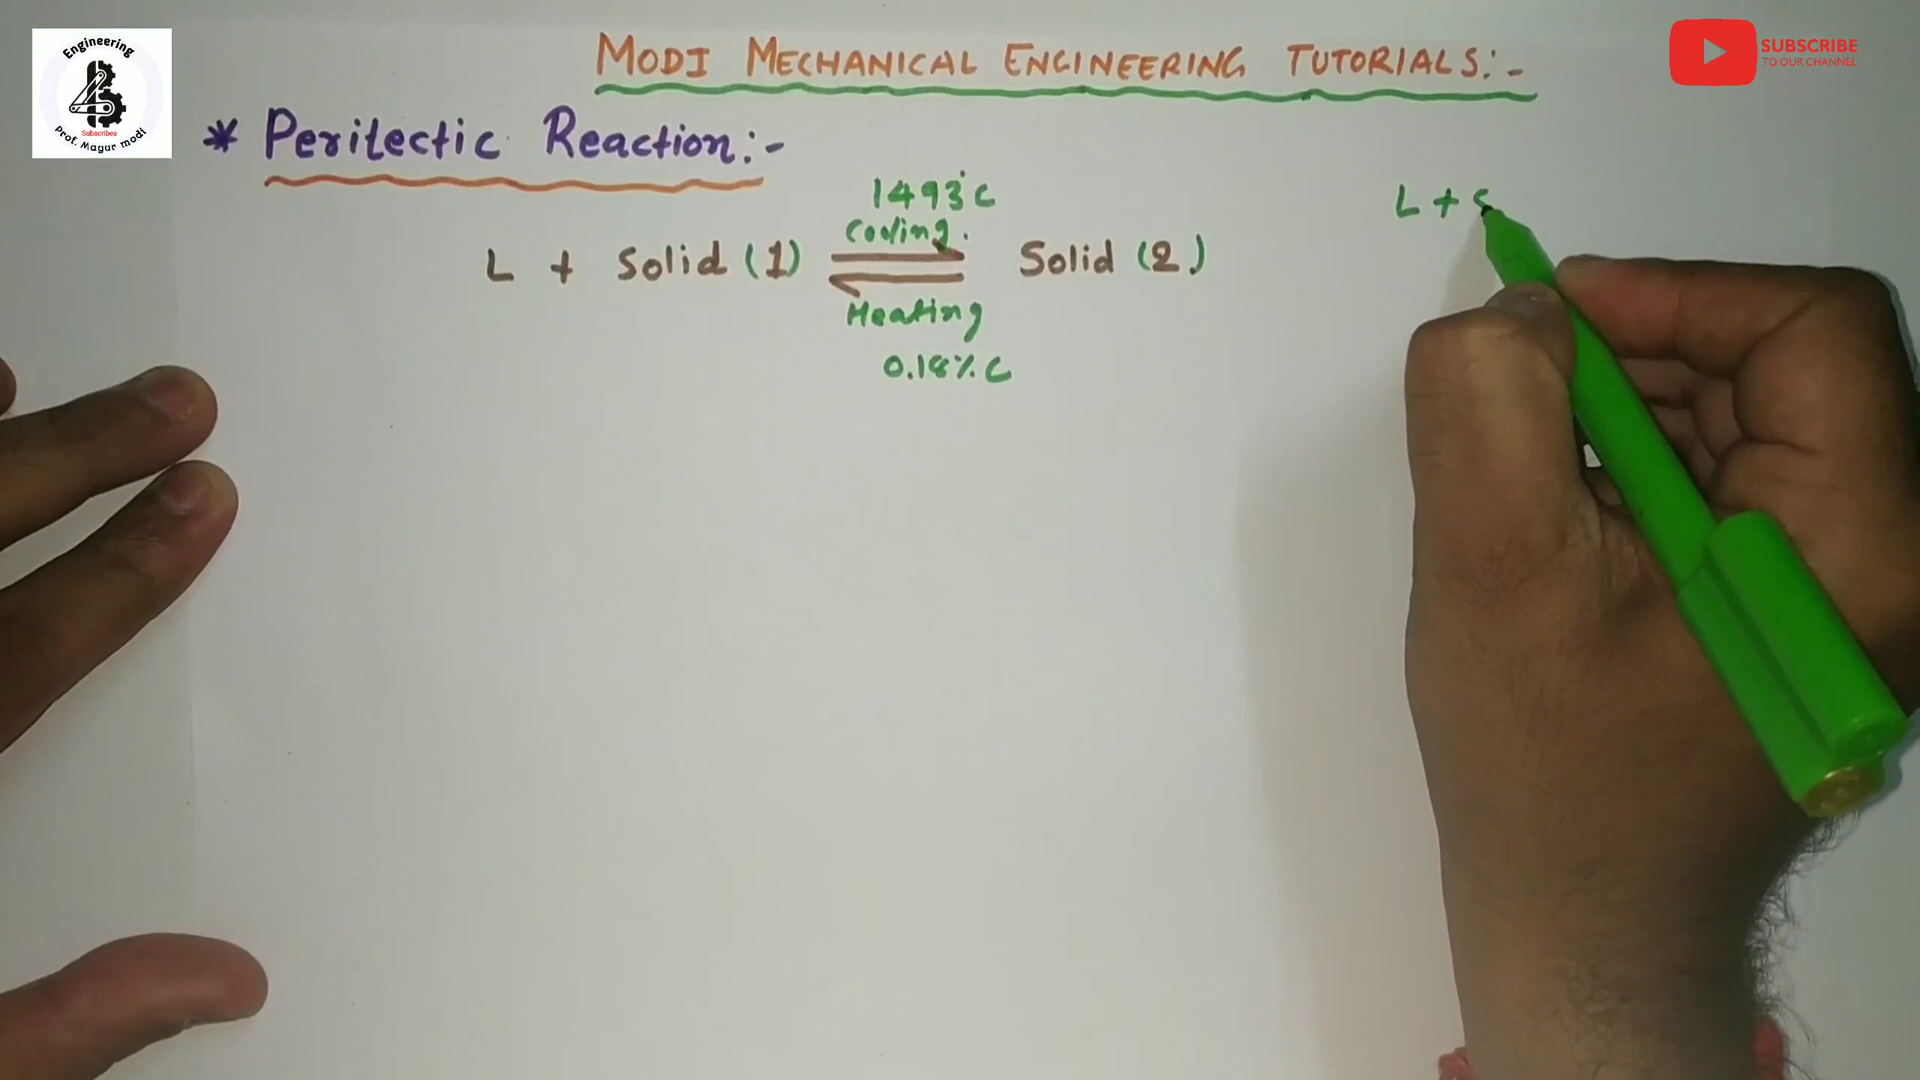 Engineering
Subscribes
Prof. Mayur modi
MODI MECHANICAL ENGINEERING TUTORIALS:-
SUBSCRIBE
TO OUR CHANNEL
* Peritectic Reaction:-
1493°C
Cooling.
L + Solid (1) ⇌ Solid (2)
Heating
0.18% C
L + S